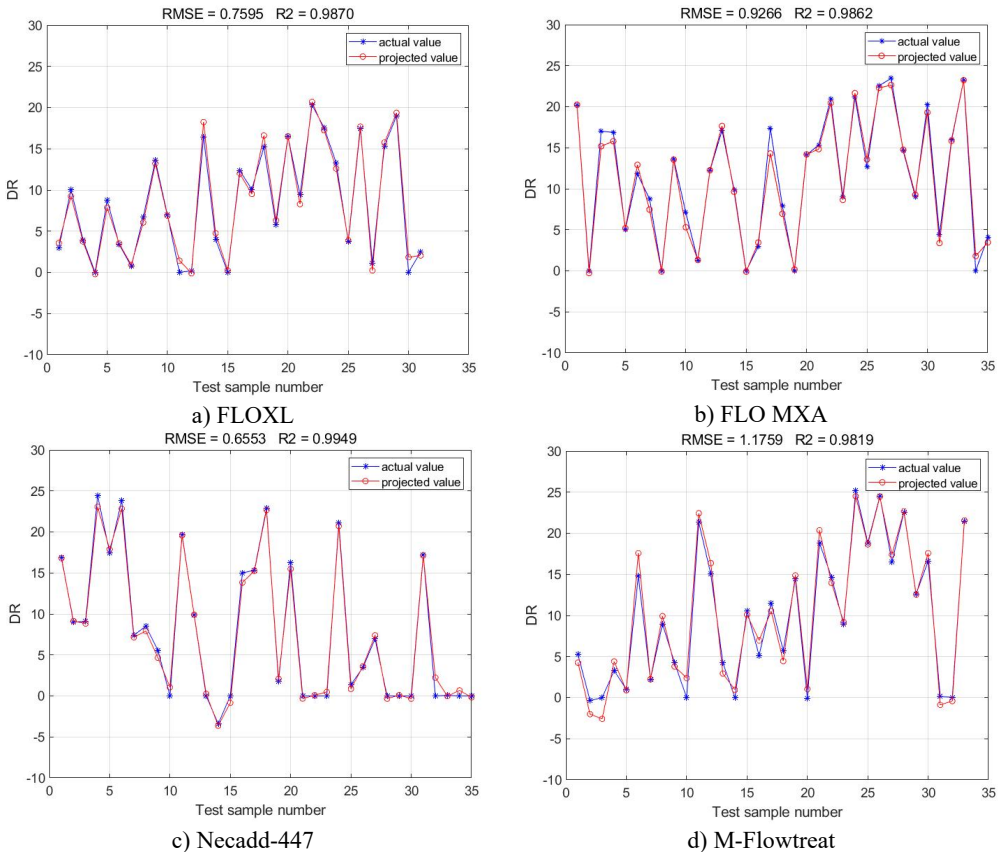 RMSE = 0.7595 R2 = 0.9870
actual value
projected value
30
25
20
15
10
5
0
-5
-10
DR
0 5 10 15 20 25 30 35
Test sample number
a) FLOXL
RMSE = 0.9266 R2 = 0.9862
actual value
projected value
30
25
20
15
10
5
0
-5
-10
DR
0 5 10 15 20 25 30 35
Test sample number
b) FLO MXA
RMSE = 0.6553 R2 = 0.9949
actual value
projected value
30
25
20
15
10
5
0
-5
-10
DR
0 5 10 15 20 25 30 35
Test sample number
c) Necadd-447
RMSE = 1.1759 R2 = 0.9819
actual value
projected value
30
25
20
15
10
5
0
-5
-10
DR
0 5 10 15 20 25 30 35
Test sample number
d) M-Flowtreat